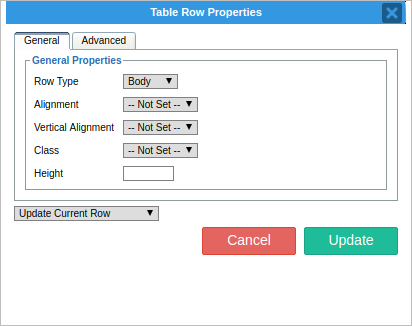 Table Row Properties
General Advanced
General Properties
Row Type Body
Alignment -- Not Set --
Vertical Alignment -- Not Set --
Class -- Not Set --
Height
Update Current Row
Cancel Update